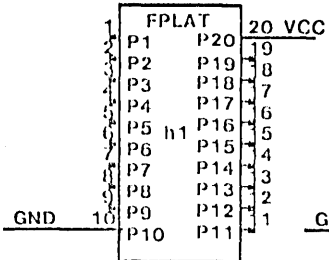 FPLAT
1 P1 P20 20 VCC
2 P2 P19 19
3 P3 P18 8
4 P4 P17 7
5 P5 h1 P16 6
6 P6 P15 5
7 P7 P14 4
8 P8 P13 3
9 P9 P12 2
GND 10 P10 P11 1
G